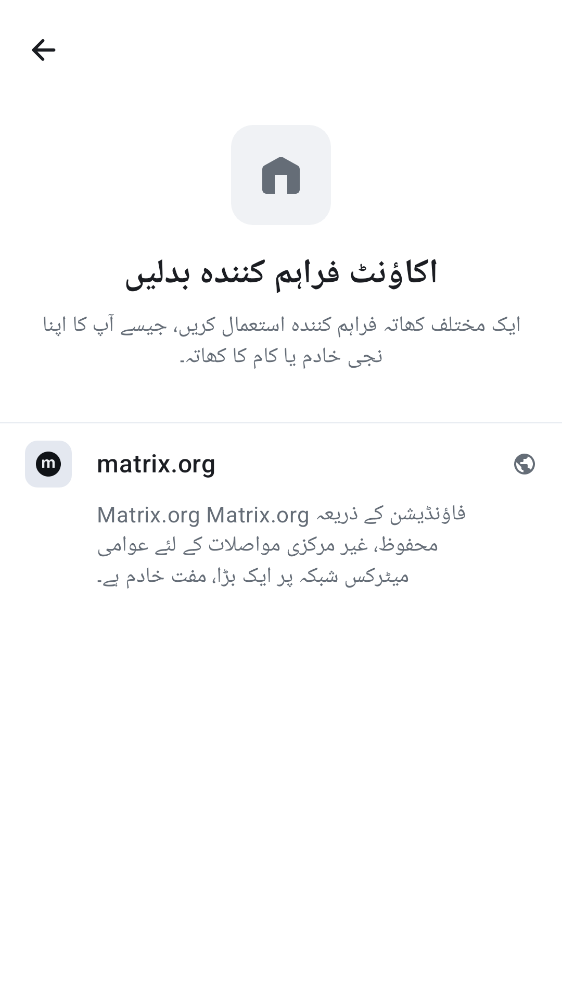 اکاؤنٹ فراہم کنندہ بدلیں
ایک مختلف کھاتہ فراہم کنندہ استعمال کریں، جیسے آپ کا اپنا
نجی خادم یا کام کا کھاتہ۔
m
matrix.org
Matrix.org Matrix.org فاؤنڈیشن کے ذریعہ
محفوظ، غیر مرکزی مواصلات کے لئے عوامی
میٹرکس شبکہ پر ایک بڑا، مفت خادم ہے۔